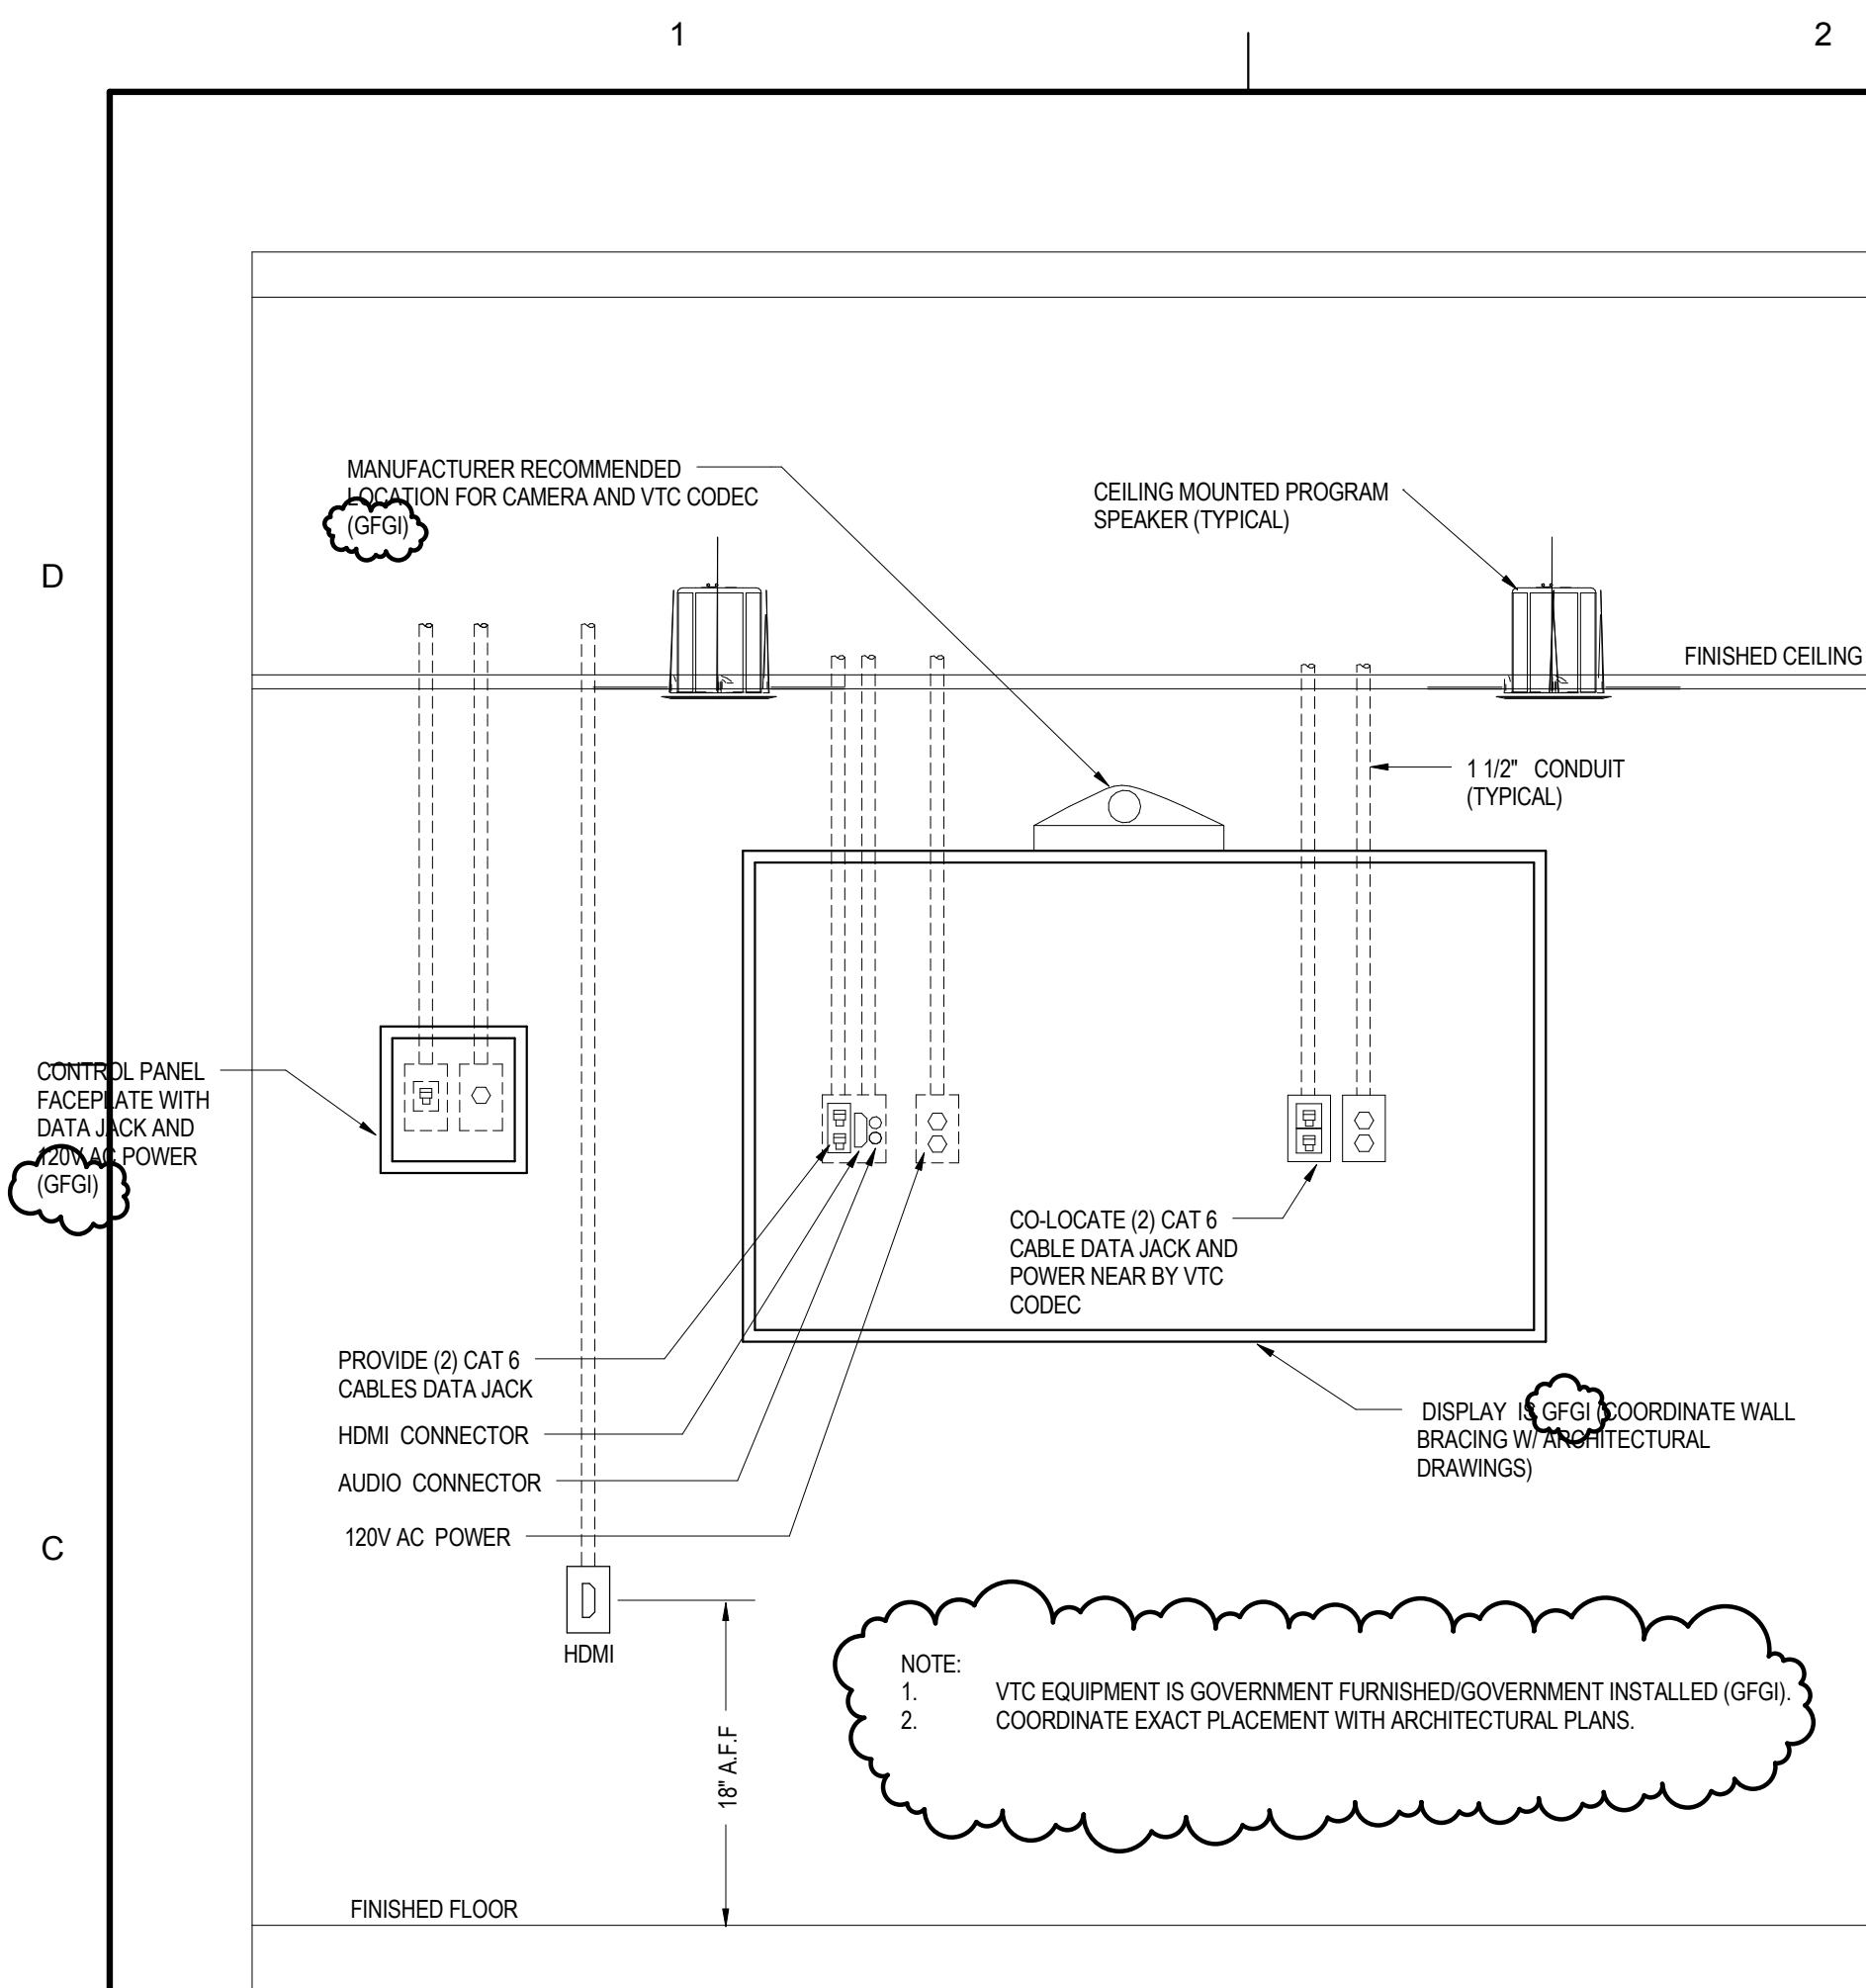 1
2
MANUFACTURER RECOMMENDED
LOCATION FOR CAMERA AND VTC CODEC
(GFGI)
CEILING MOUNTED PROGRAM
SPEAKER (TYPICAL)
D
FINISHED CEILING
1 1/2" CONDUIT
(TYPICAL)
CONTROL PANEL
FACEPLATE WITH
DATA JACK AND
120V AC POWER
(GFGI)
CO-LOCATE (2) CAT 6
CABLE DATA JACK AND
POWER NEAR BY VTC
CODEC
PROVIDE (2) CAT 6
CABLES DATA JACK
HDMI CONNECTOR
AUDIO CONNECTOR
120V AC POWER
DISPLAY IS GFGI (COORDINATE WALL
BRACING W/ ARCHITECTURAL
DRAWINGS)
C
HDMI
18" A.F.F
NOTE:
1. VTC EQUIPMENT IS GOVERNMENT FURNISHED/GOVERNMENT INSTALLED (GFGI).
2. COORDINATE EXACT PLACEMENT WITH ARCHITECTURAL PLANS.
FINISHED FLOOR